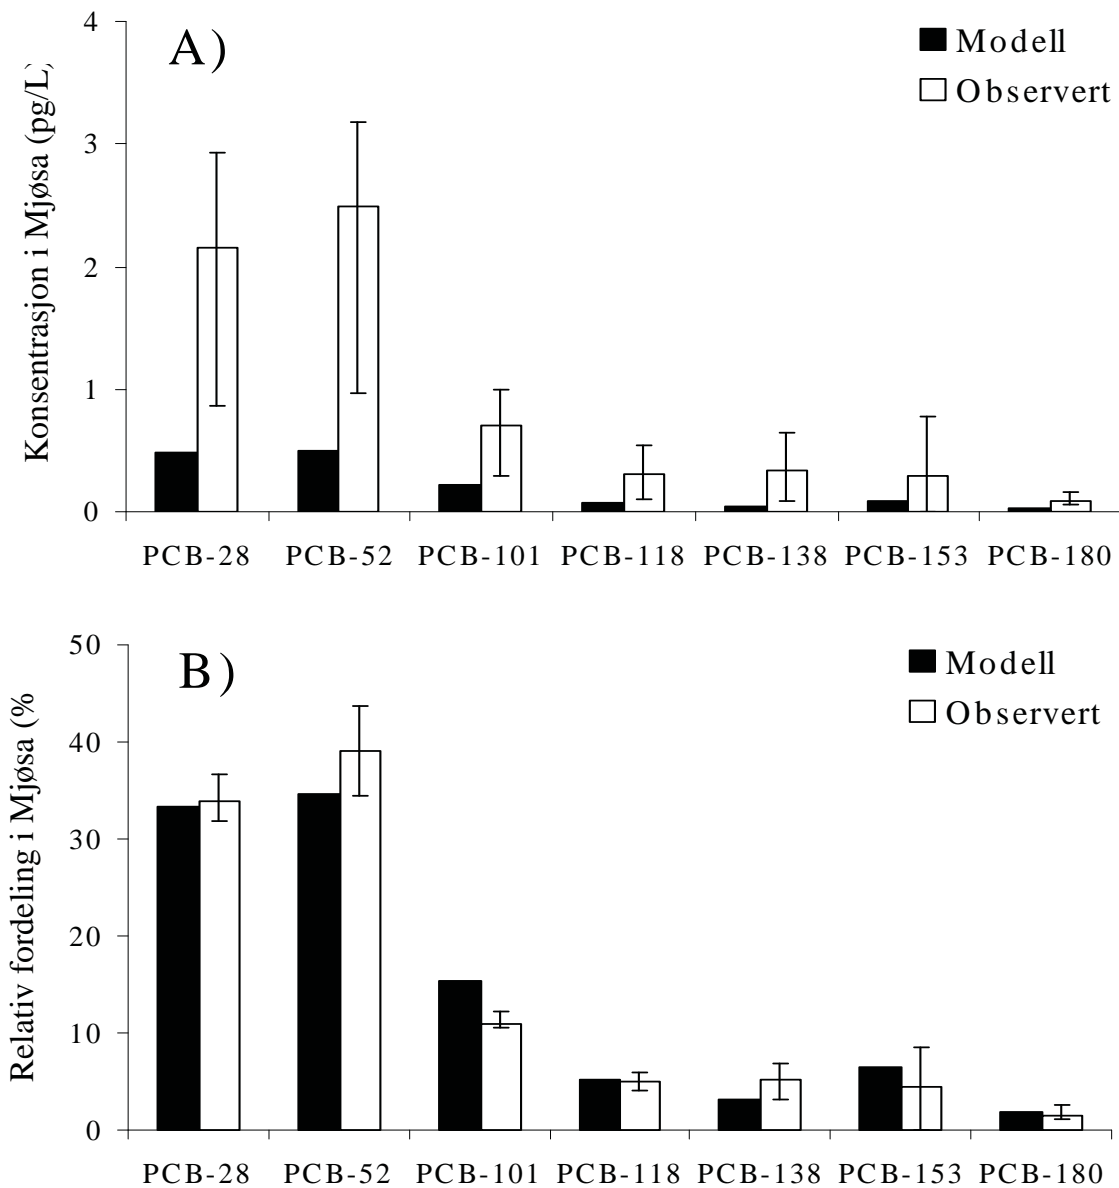 A)
Modell
Observert
Konsentrasjon i Mjøsa (pg/L)
4
3
2
1
0
PCB-28 PCB-52 PCB-101 PCB-118 PCB-138 PCB-153 PCB-180
B)
Modell
Observert
Relativ fordeling i Mjøsa (%
50
40
30
20
10
0
PCB-28 PCB-52 PCB-101 PCB-118 PCB-138 PCB-153 PCB-180